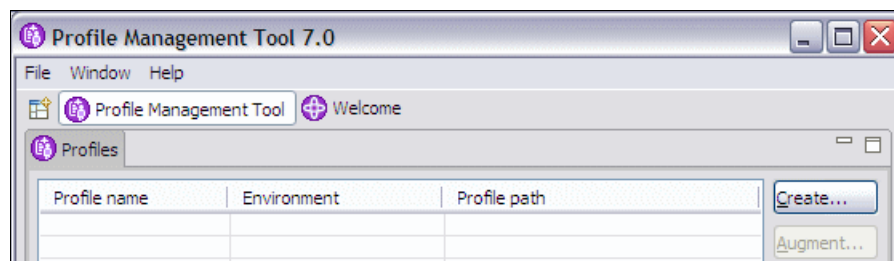 Profile Management Tool 7.0
File Window Help
Profile Management Tool Welcome
Profiles
Profile name Environment Profile path Create...
Augment...